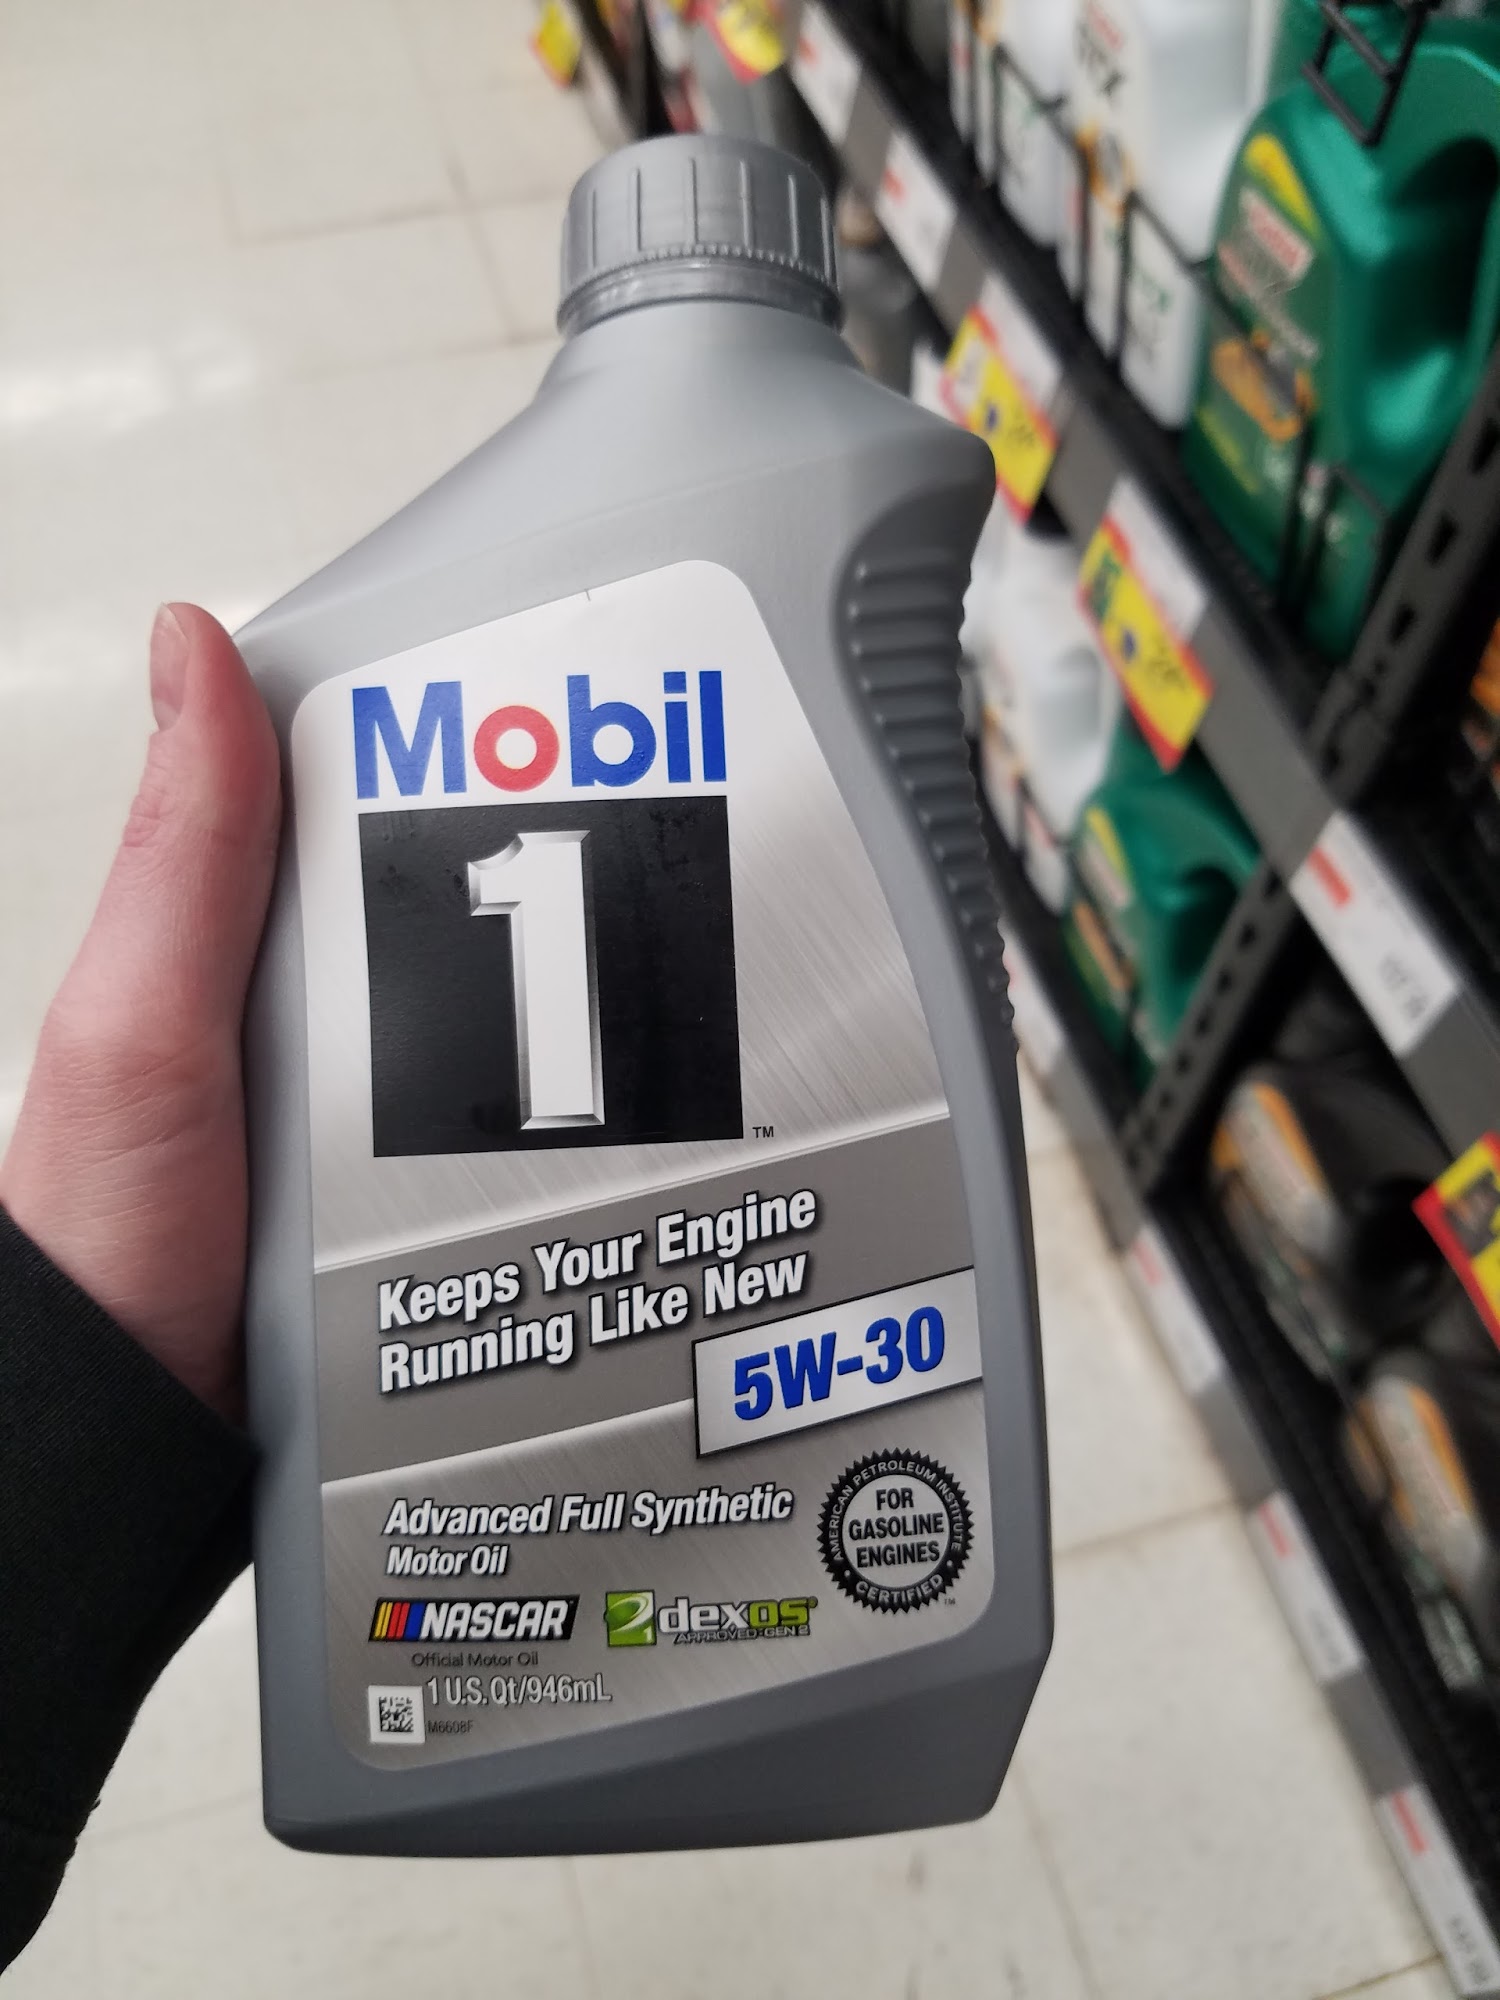 Mobil
1
TM
Keeps Your Engine
Running Like New
5W-30
Advanced Full Synthetic
Motor Oil
AMERICAN PETROLEUM INSTITUTE
FOR
GASOLINE
ENGINES
CERTIFIED
TM
NASCAR
Official Motor Oil
dexos®
APPROVED-GEN 2
1 U.S. Qt/946mL
M6608F